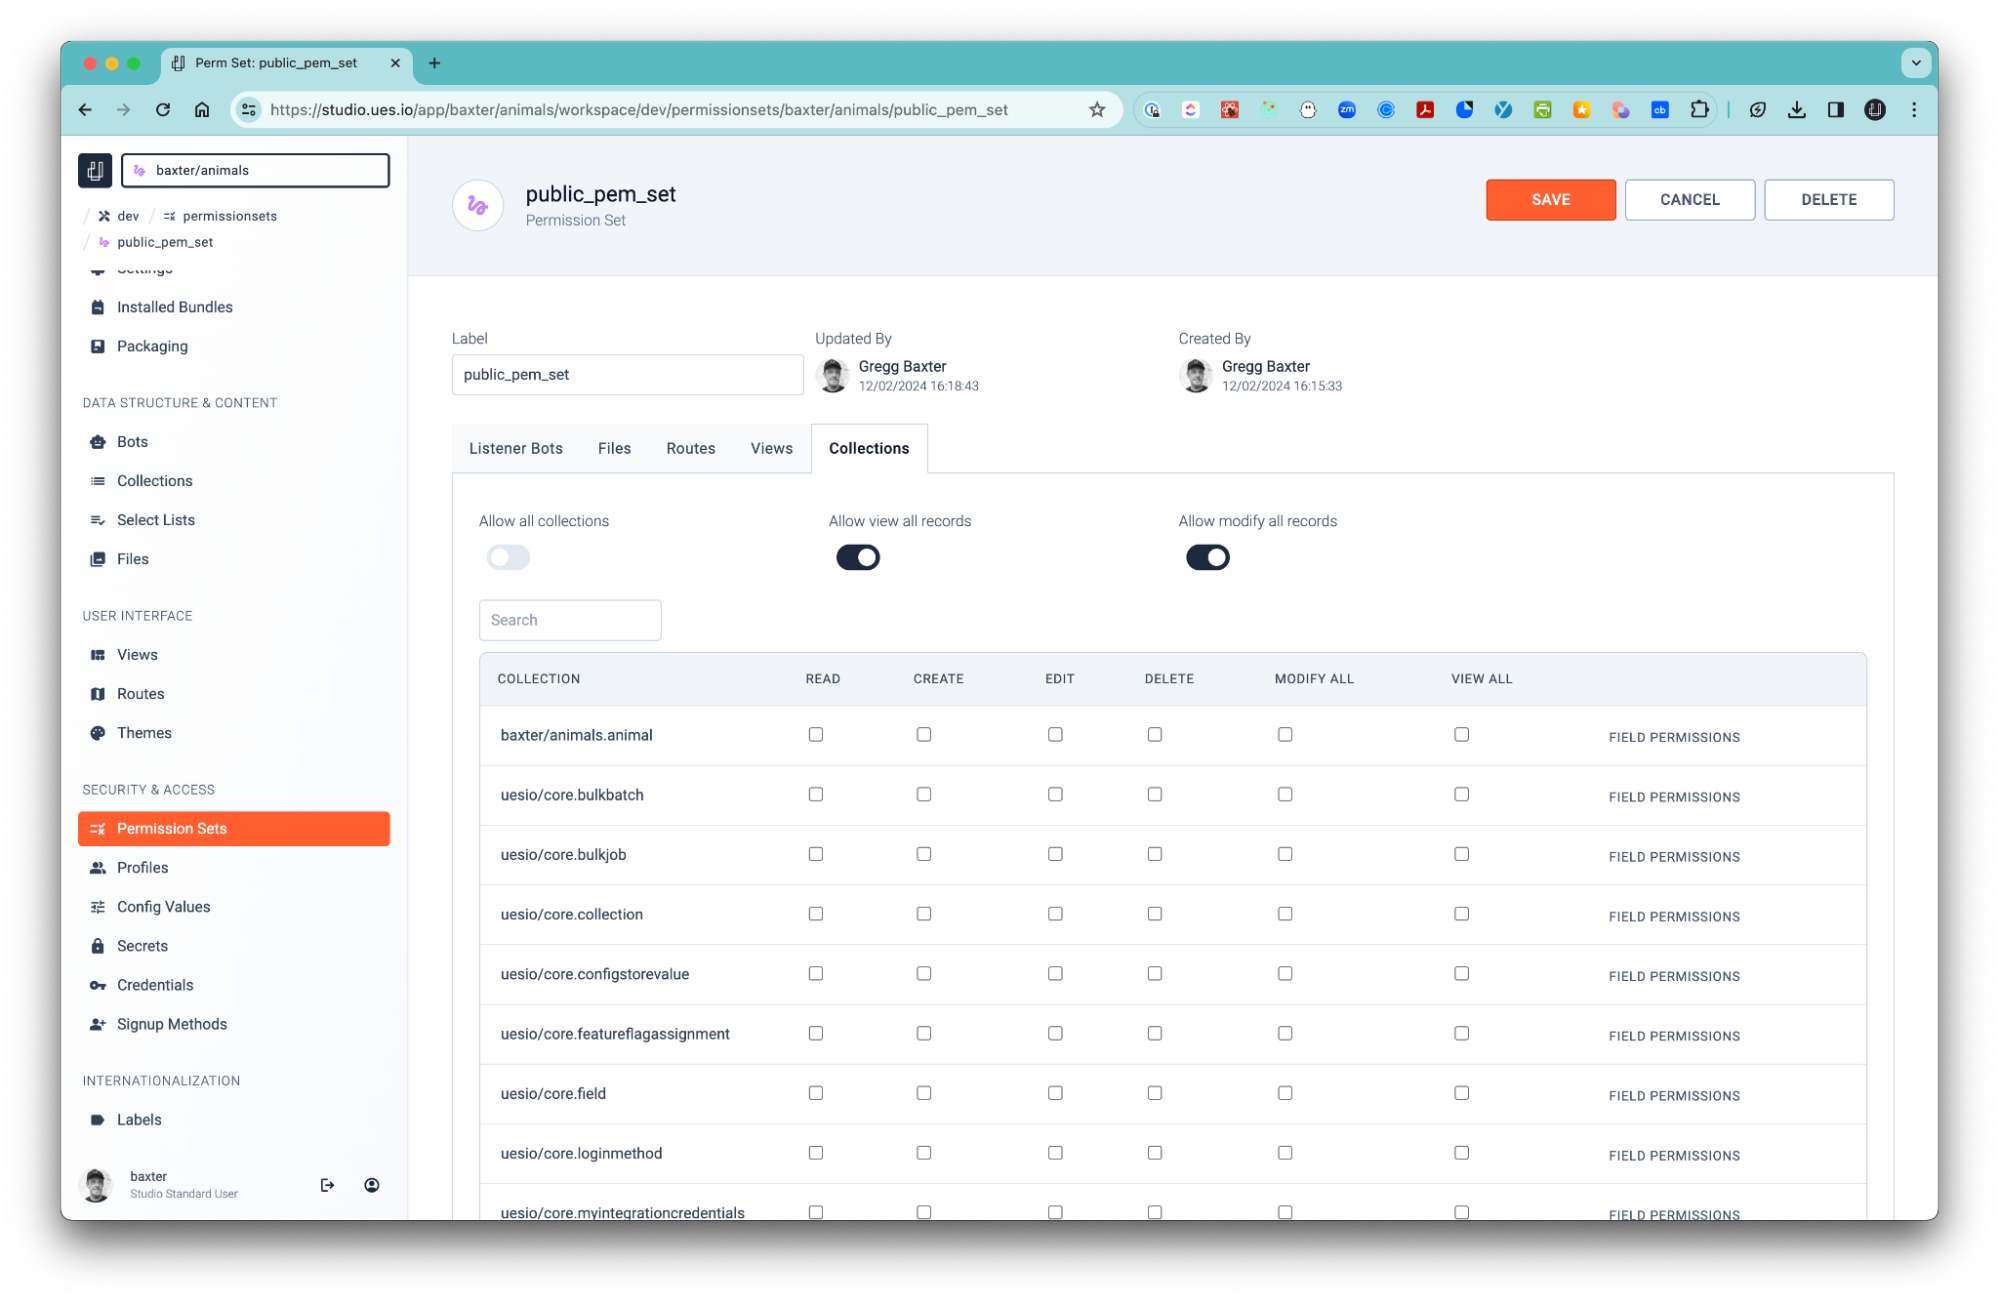 Perm Set: public_pem_set
https://studio.ues.io/app/baxter/animals/workspace/dev/permissionsets/baxter/animals/public_pem_set
zm
cb
baxter/animals
/ dev / permissionsets
/ public_pem_set
Settings
Installed Bundles
Packaging
DATA STRUCTURE & CONTENT
Bots
Collections
Select Lists
Files
USER INTERFACE
Views
Routes
Themes
SECURITY & ACCESS
Permission Sets
Profiles
Config Values
Secrets
Credentials
Signup Methods
INTERNATIONALIZATION
Labels
baxter
Studio Standard User
public_pem_set
Permission Set
SAVE CANCEL DELETE
Label Updated By Created By
public_pem_set Gregg Baxter Gregg Baxter
12/02/2024 16:18:43 12/02/2024 16:15:33
Listener Bots Files Routes Views Collections
Allow all collections Allow view all records Allow modify all records
Search
COLLECTION READ CREATE EDIT DELETE MODIFY ALL VIEW ALL
baxter/animals.animal FIELD PERMISSIONS
uesio/core.bulkbatch FIELD PERMISSIONS
uesio/core.bulkjob FIELD PERMISSIONS
uesio/core.collection FIELD PERMISSIONS
uesio/core.configstorevalue FIELD PERMISSIONS
uesio/core.featureflagassignment FIELD PERMISSIONS
uesio/core.field FIELD PERMISSIONS
uesio/core.loginmethod FIELD PERMISSIONS
uesio/core.myintegrationcredentials FIELD PERMISSIONS